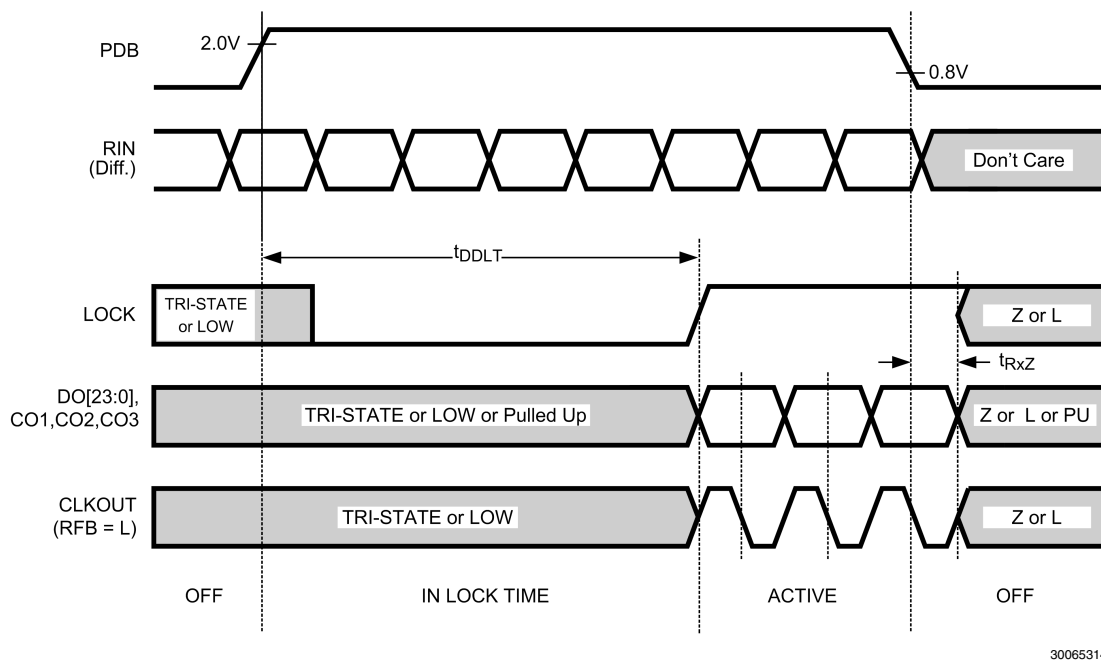 PDB
2.0V
0.8V
RIN
(Diff.)
Don't Care
tDDLT
LOCK
TRI-STATE
or LOW
Z or L
tRxZ
DO[23:0],
CO1,CO2,CO3
TRI-STATE or LOW or Pulled Up
Z or L or PU
CLKOUT
(RFB = L)
TRI-STATE or LOW
Z or L
OFF
IN LOCK TIME
ACTIVE
OFF